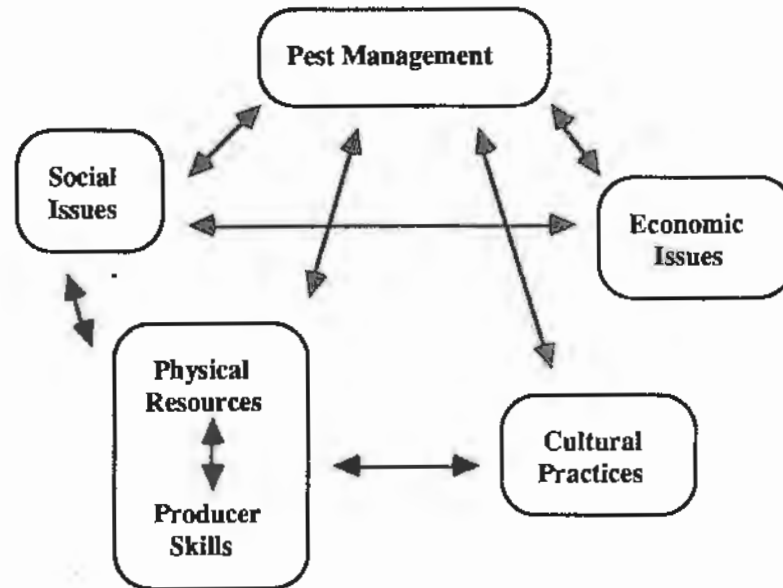 Pest Management
Social
Issues
Economic
Issues
Physical
Resources
Producer
Skills
Cultural
Practices